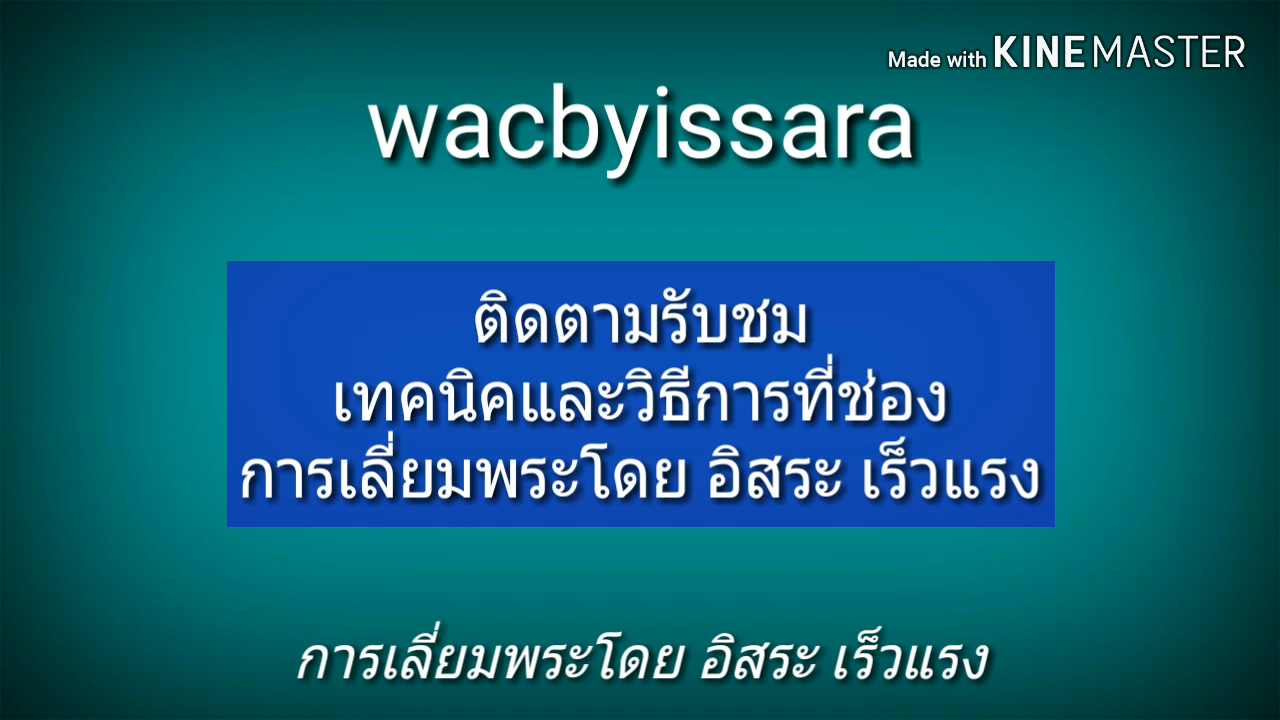 Made with KINEMASTER
wacbyissara
ติดตามรับชม
เทคนิคและวิธีการที่ช่อง
การเลี่ยมพระโดย อิสระ เร็วแรง
การเลี่ยมพระโดย อิสระ เร็วแรง